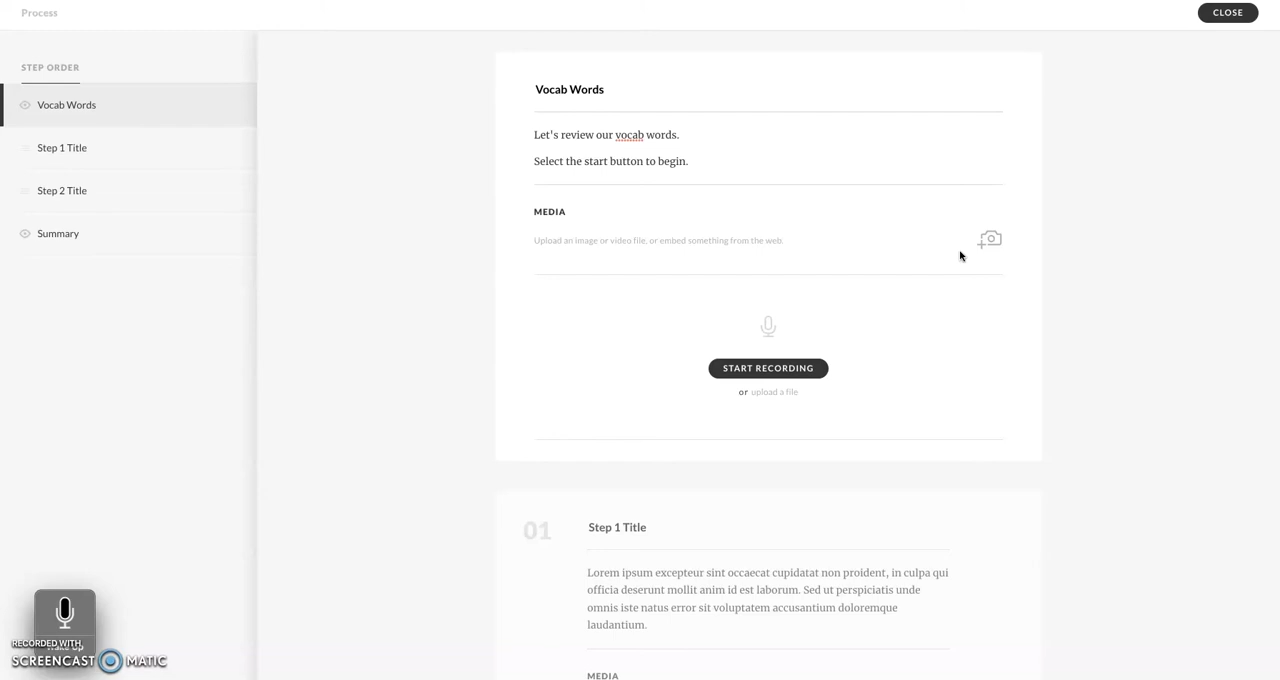 Process
CLOSE
STEP ORDER
Vocab Words
Step 1 Title
Step 2 Title
Summary
Vocab Words
Let's review our vocab words.
Select the start button to begin.
MEDIA
Upload an image or video file, or embed something from the web.
START RECORDING
or upload a file
01
Step 1 Title
Lorem ipsum excepteur sint occaecat cupidatat non proident, in culpa qui
officia deserunt mollit anim id est laborum. Sed ut perspiciatis unde
omnis iste natus error sit voluptatem accusantium doloremque
laudantium.
MEDIA
RECORDED WITH
SCREENCAST MATIC